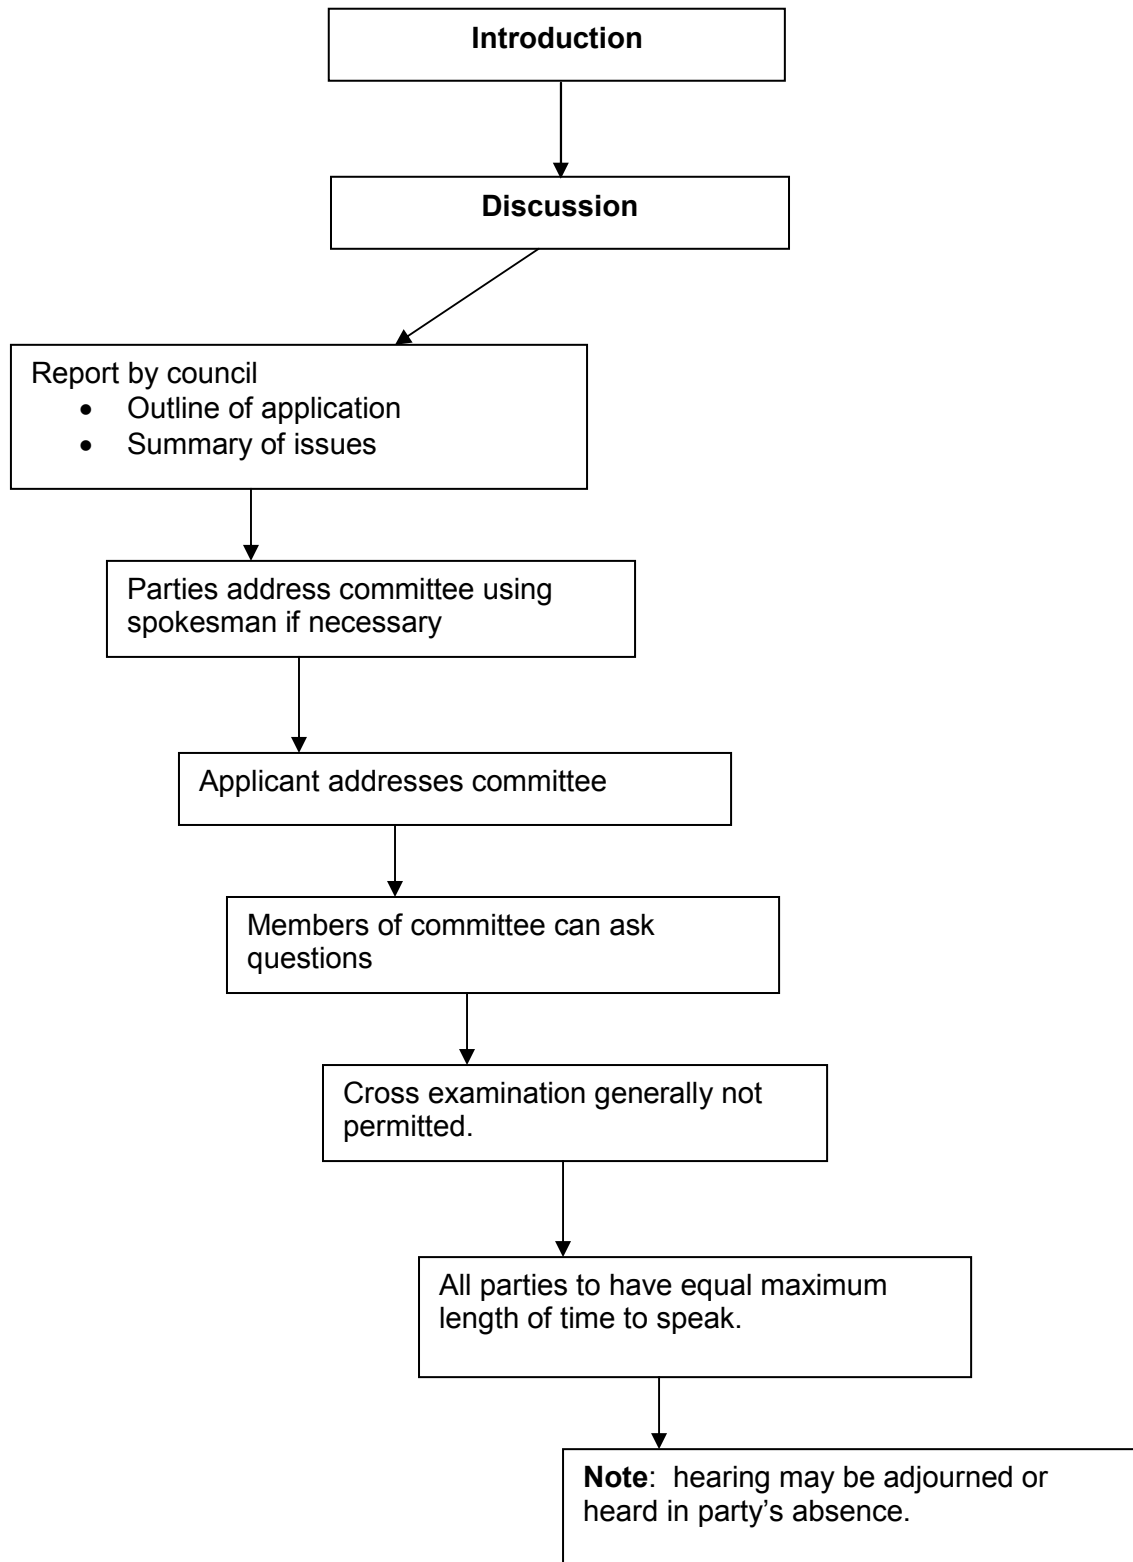 Introduction
Discussion
Report by council
• Outline of application
• Summary of issues
Parties address committee using
spokesman if necessary
Applicant addresses committee
Members of committee can ask
questions
Cross examination generally not
permitted.
All parties to have equal maximum
length of time to speak.
Note:  hearing may be adjourned or
heard in party’s absence.